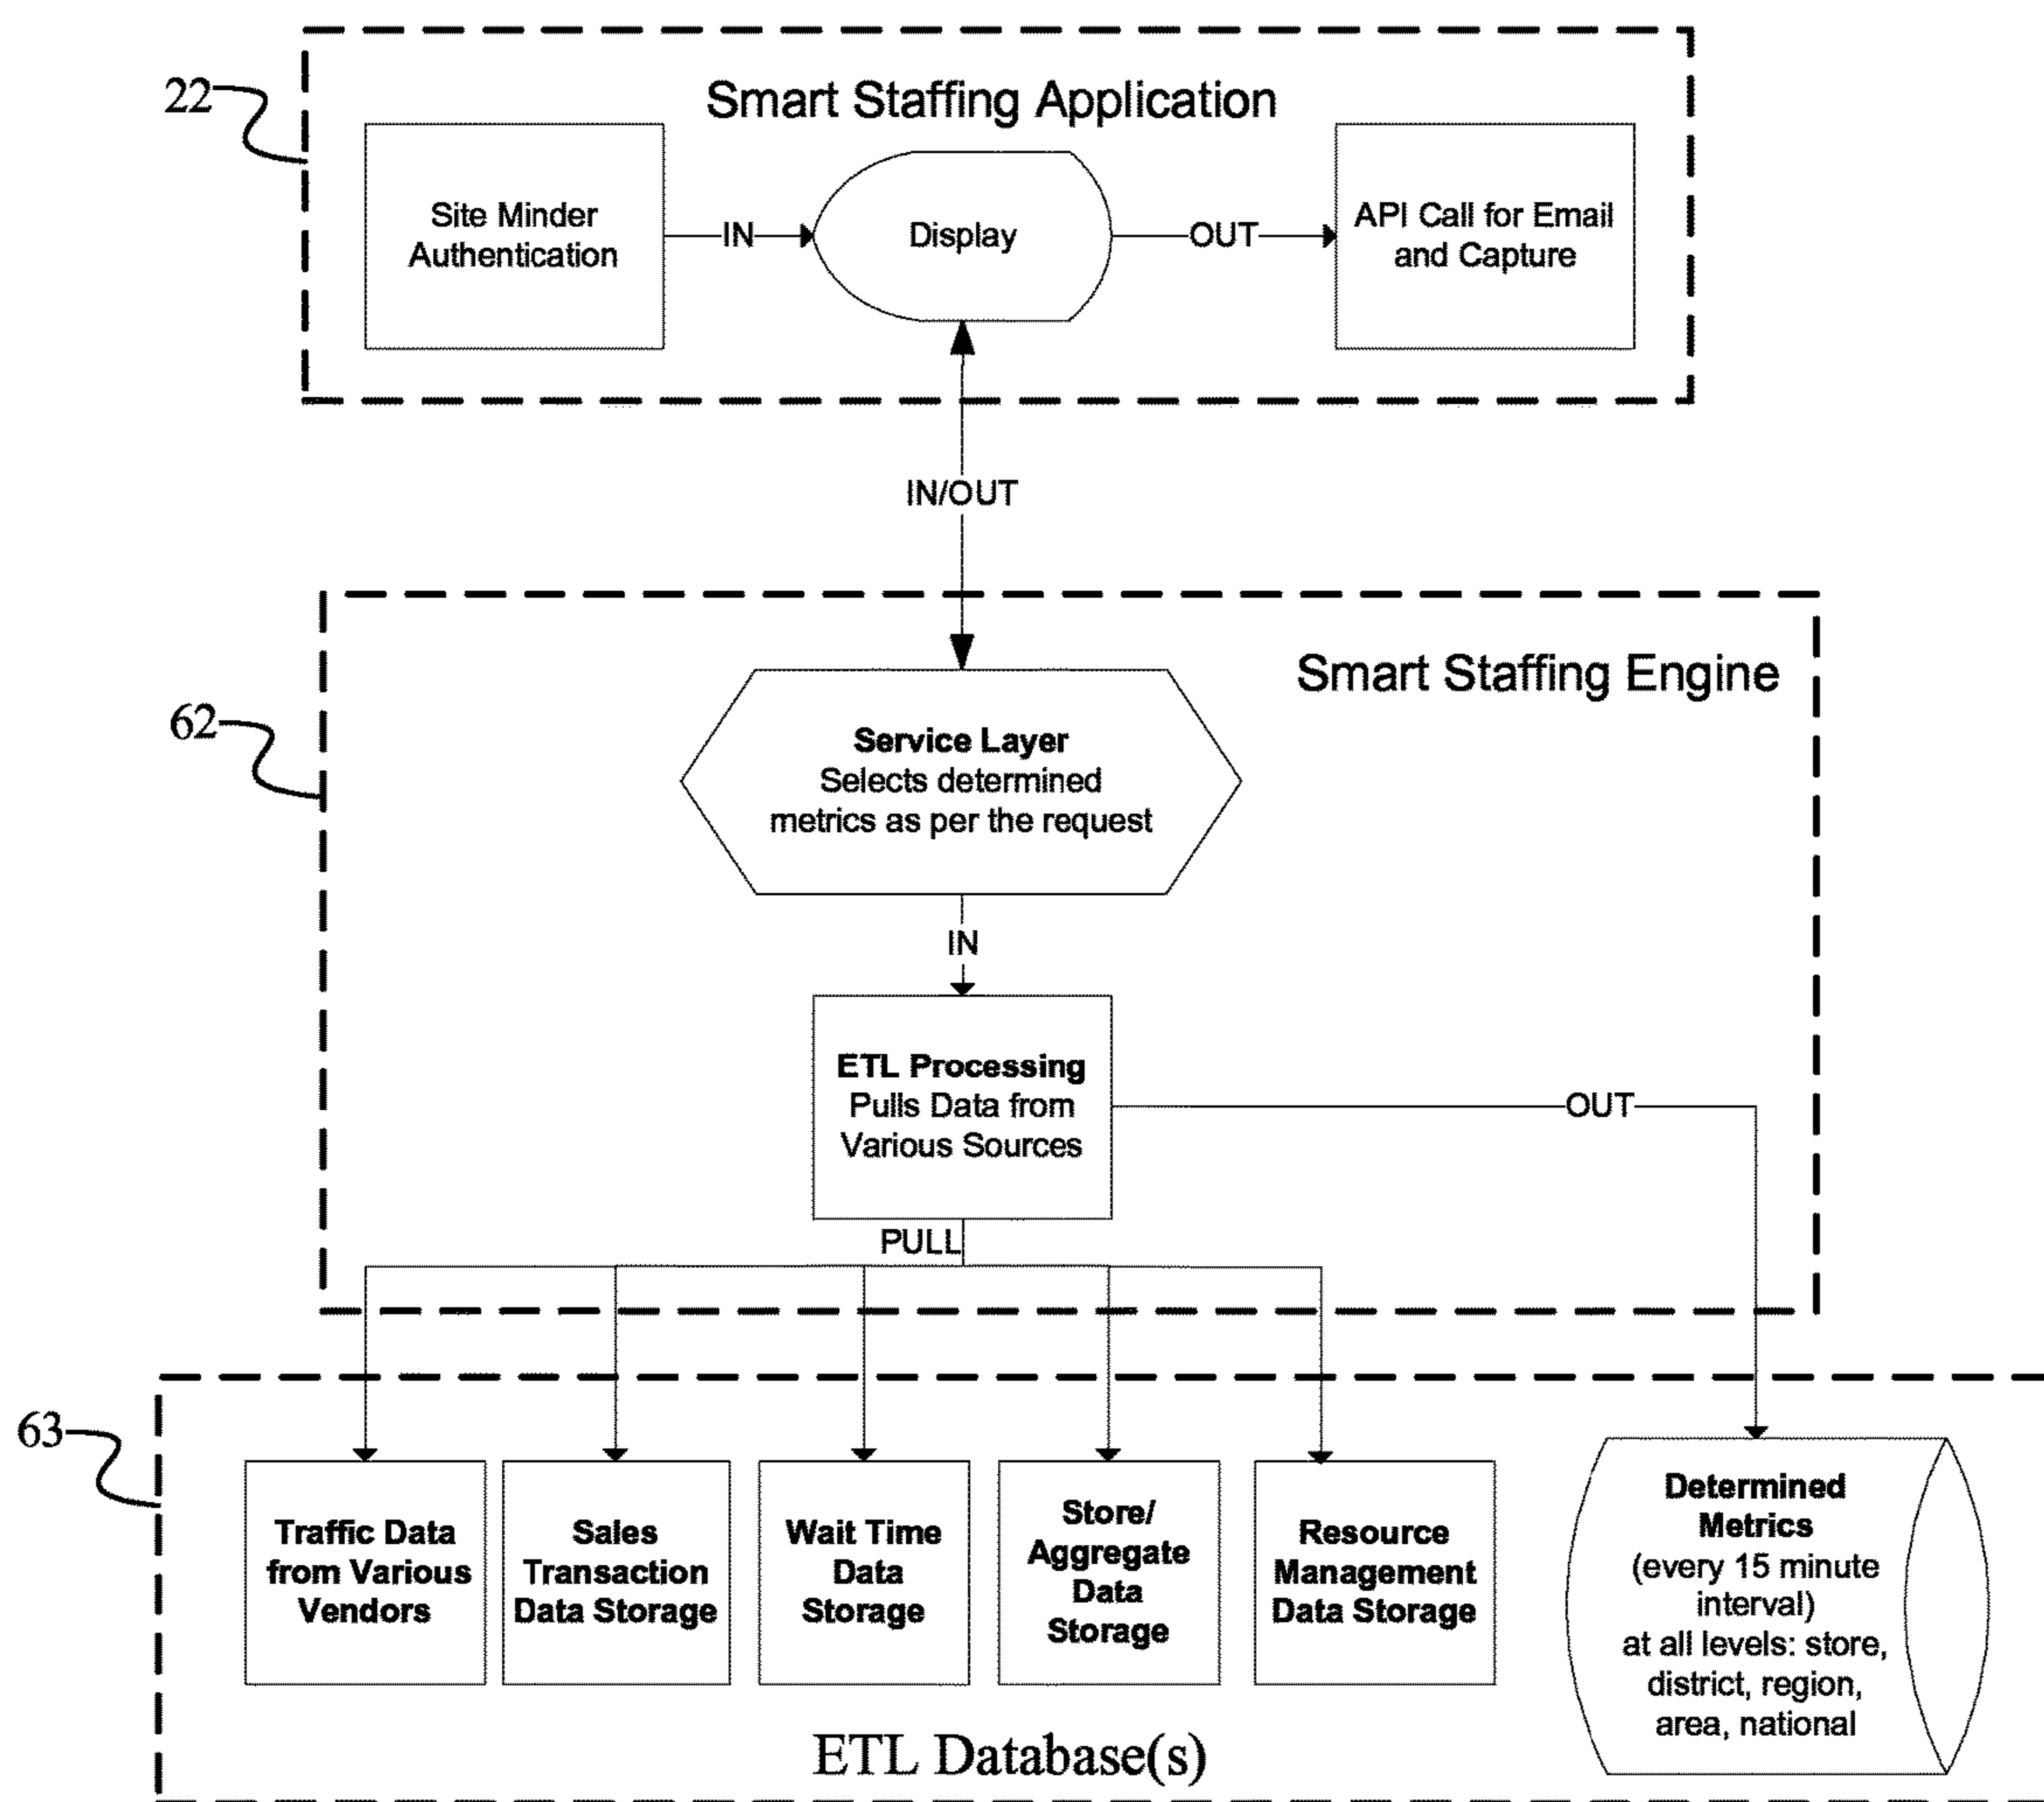 22
Smart Staffing Application
Site Minder
Authentication
IN
Display
OUT
API Call for Email
and Capture
IN/OUT
62
Smart Staffing Engine
Service Layer
Selects determined
metrics as per the request
IN
ETL Processing
Pulls Data from
Various Sources
OUT
PULL
63
Traffic Data
from Various
Vendors
Sales
Transaction
Data Storage
Wait Time
Data
Storage
Store/
Aggregate
Data
Storage
Resource
Management
Data Storage
Determined
Metrics
(every 15 minute
interval)
at all levels: store,
district, region,
area, national
ETL Database(s)